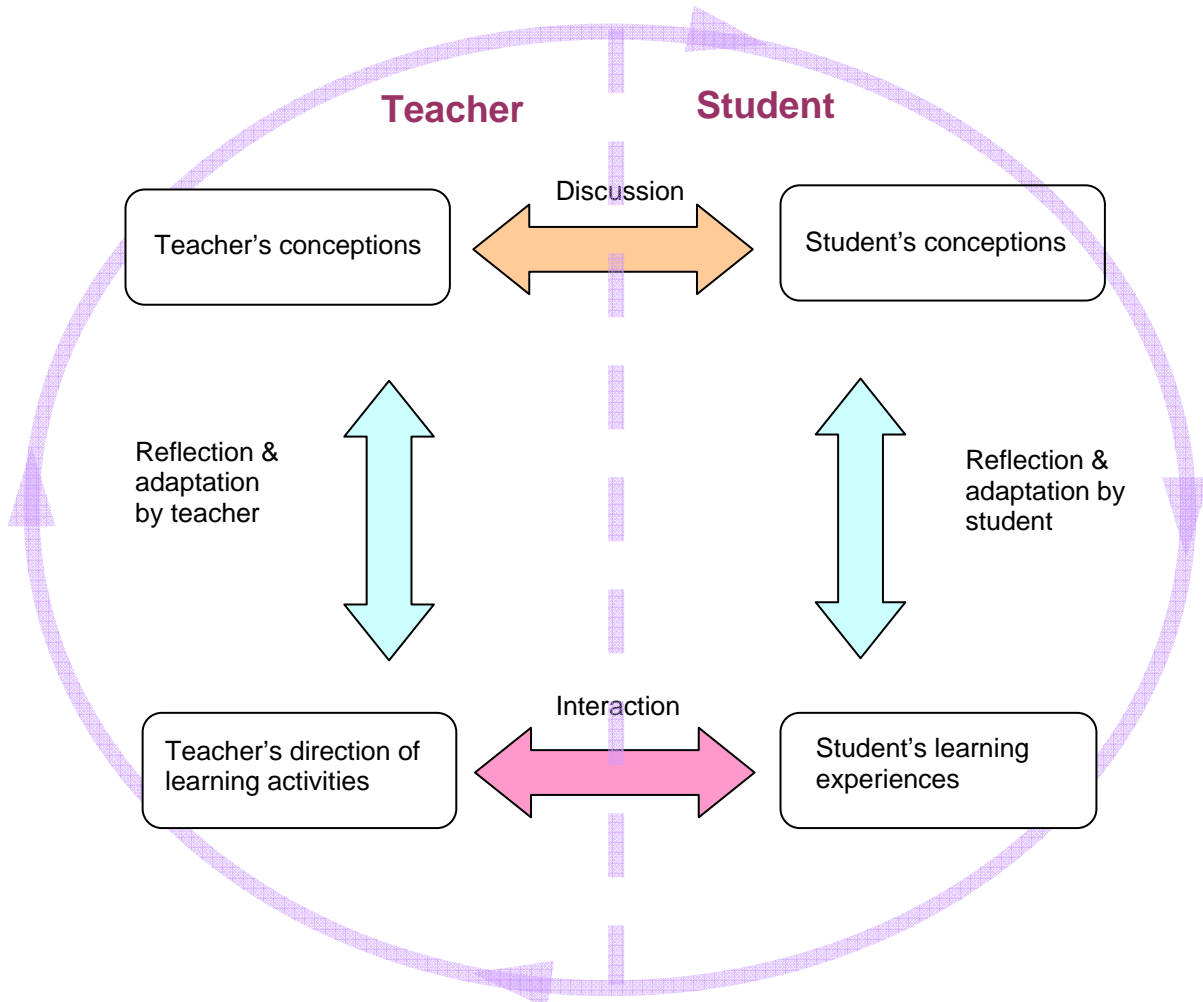 Teacher
Student
Discussion
Teacher’s conceptions
Student’s conceptions
Reflection &
adaptation
by teacher
Reflection &
adaptation by
student
Interaction
Teacher’s direction of
learning activities
Student’s learning
experiences